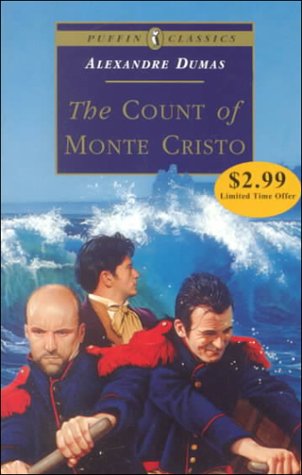 PUFFIN CLASSICS
ALEXANDRE DUMAS
The COUNT of
MONTE CRISTO
$2.99
Limited Time Offer